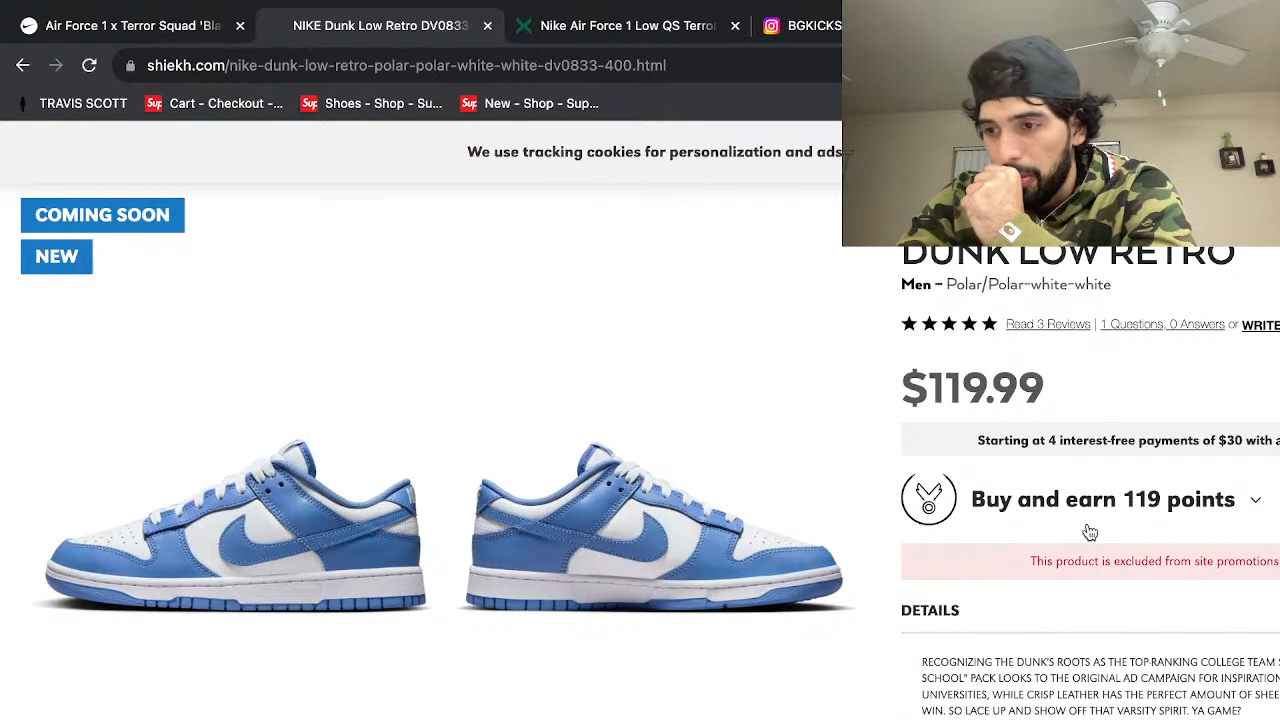 Air Force 1 x Terror Squad 'Bla
NIKE Dunk Low Retro DV0833
Nike Air Force 1 Low QS Terror
BGKICKS
shiekh.com/nike-dunk-low-retro-polar-polar-white-white-dv0833-400.html
TRAVIS SCOTT
Sup Cart - Checkout -...
Sup Shoes - Shop - Su...
Sup New - Shop - Sup...
We use tracking cookies for personalization and ads
COMING SOON
NEW
DUNK LOW RETRO
Men - Polar/Polar-white-white
Read 3 Reviews | 1 Questions, 0 Answers or WRITE
$119.99
Starting at 4 interest-free payments of $30 with a
Buy and earn 119 points
This product is excluded from site promotions
DETAILS
RECOGNIZING THE DUNK'S ROOTS AS THE TOP-RANKING COLLEGE TEAM S
SCHOOL" PACK LOOKS TO THE ORIGINAL AD CAMPAIGN FOR INSPIRATION
UNIVERSITIES, WHILE CRISP LEATHER HAS THE PERFECT AMOUNT OF SHEE
WIN. SO LACE UP AND SHOW OFF THAT VARSITY SPIRIT. YA GAME?